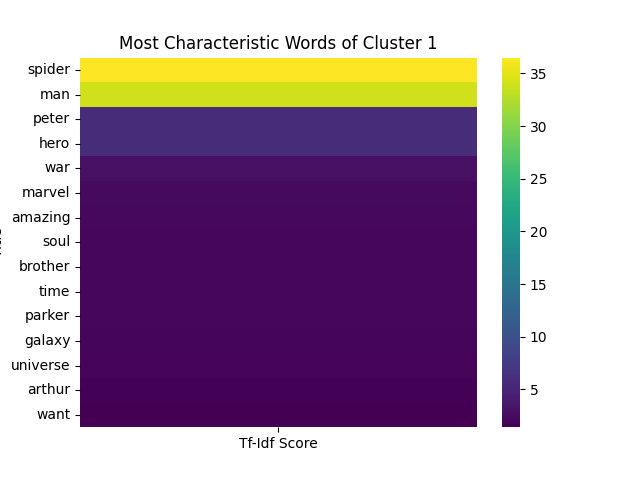 Most Characteristic Words of Cluster 1
spider
man
peter
hero
war
marvel
amazing
soul
brother
time
parker
galaxy
universe
arthur
want
Tf-Idf Score
35
30
25
20
15
10
5